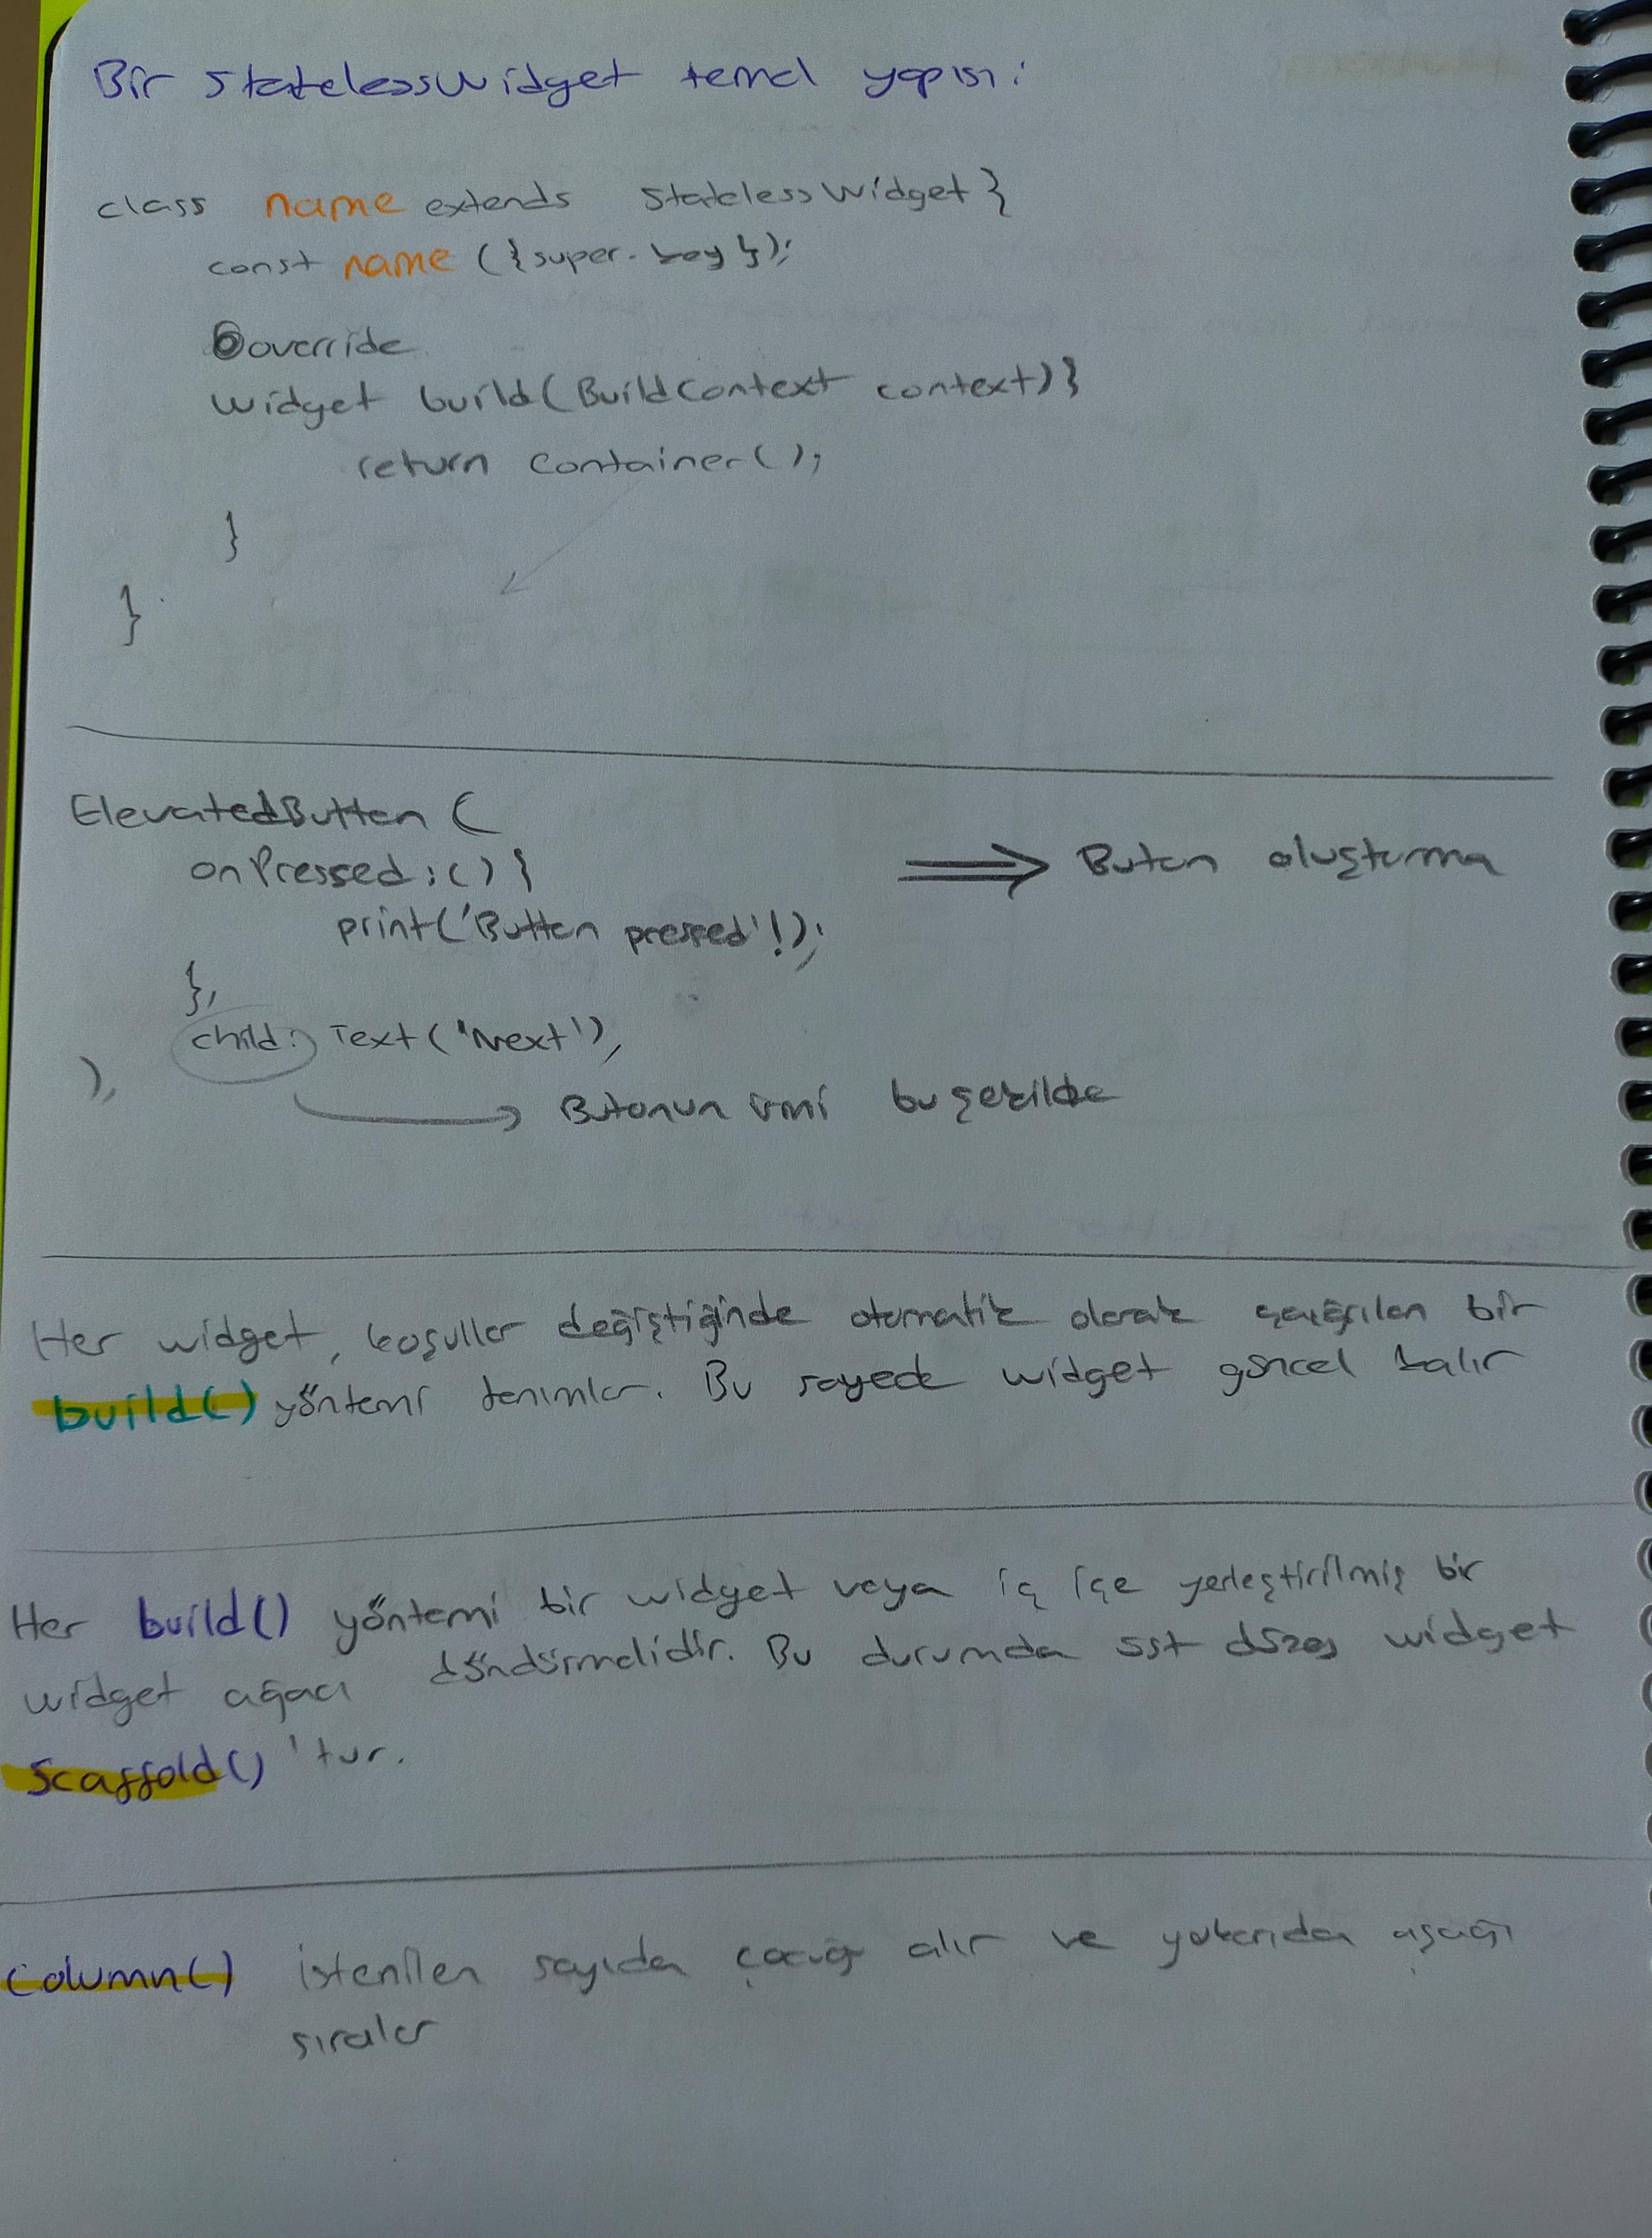 Bir StatelessWidget temel yapısı:
class name extends StatelessWidget }
const name ({super.key});
@override
Widget build(BuildContext context) }
return Container();
}
}
ElevatedButton (
onPressed:() { ⟹ Buton oluşturma
print('Button pressed'!);
},
child: Text('Next'),
),
Butonun ismi bu şekilde
Her widget, koşullar değiştiğinde otomatik olarak çağrılan bir
build() yöntemi tanımlar. Bu sayede widget güncel kalır
Her build() yöntemi bir widget veya iç içe yerleştirilmiş bir
widget ağacı döndürmelidir. Bu durumda üst düzey widget
Scaffold() 'tur.
Column() istenilen sayıda çocuğu alır ve yukarıdan aşağı
sıralar